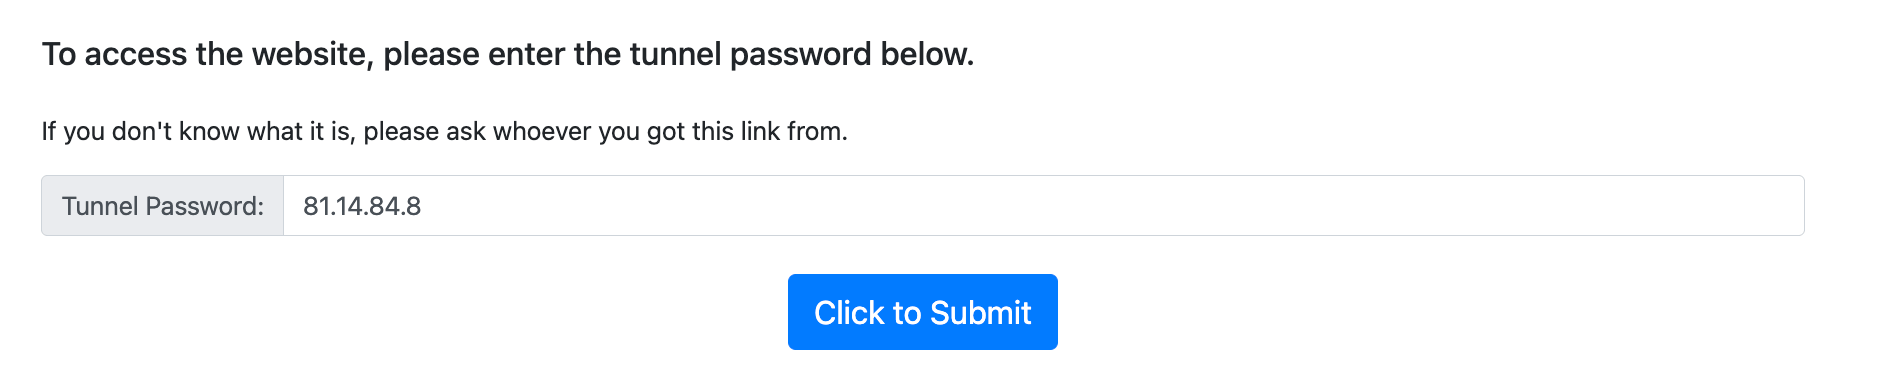 To access the website, please enter the tunnel password below.
If you don't know what it is, please ask whoever you got this link from.
Tunnel Password: 81.14.84.8
Click to Submit